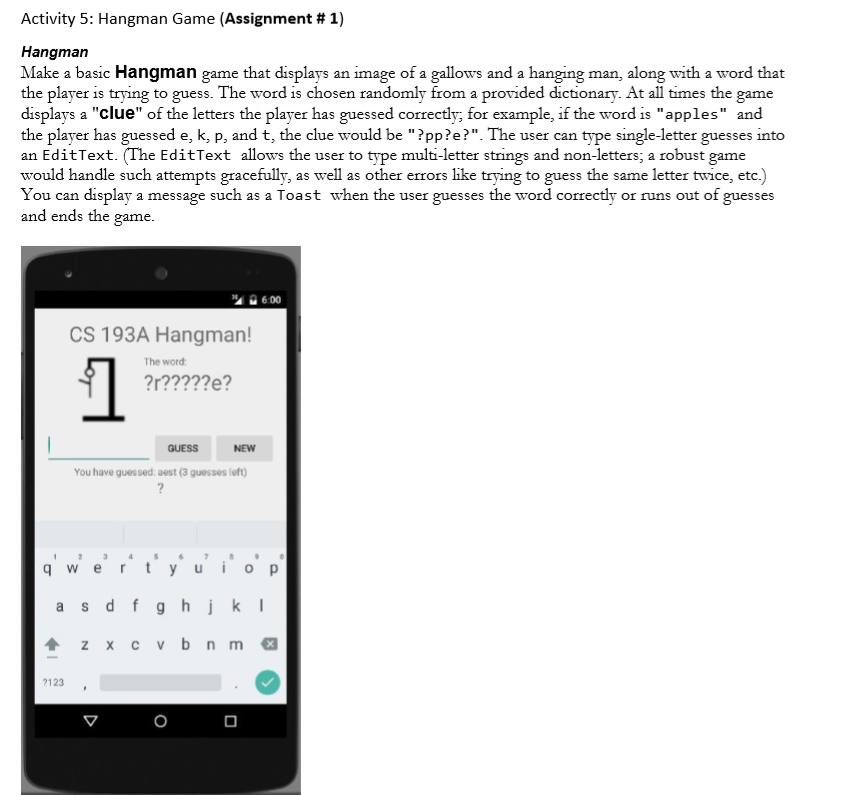 Activity 5: Hangman Game (Assignment # 1)
Hangman
Make a basic Hangman game that displays an image of a gallows and a hanging man, along with a word that
the player is trying to guess. The word is chosen randomly from a provided dictionary. At all times the game
displays a "clue" of the letters the player has guessed correctly; for example, if the word is "apples" and
the player has guessed e, k, p, and t, the clue would be "?pp?e?". The user can type single-letter guesses into
an EditText. (The EditText allows the user to type multi-letter strings and non-letters; a robust game
would handle such attempts gracefully, as well as other errors like trying to guess the same letter twice, etc.)
You can display a message such as a Toast when the user guesses the word correctly or runs out of guesses
and ends the game.
6:00
CS 193A Hangman!
The word:
?r?????e?
GUESS NEW
You have guessed: aest (3 guesses left)
?
1 2 3 4 5 6 7 8 9 0
q w e r t y u i o p
a s d f g h j k l
z x c v b n m
?123 , .